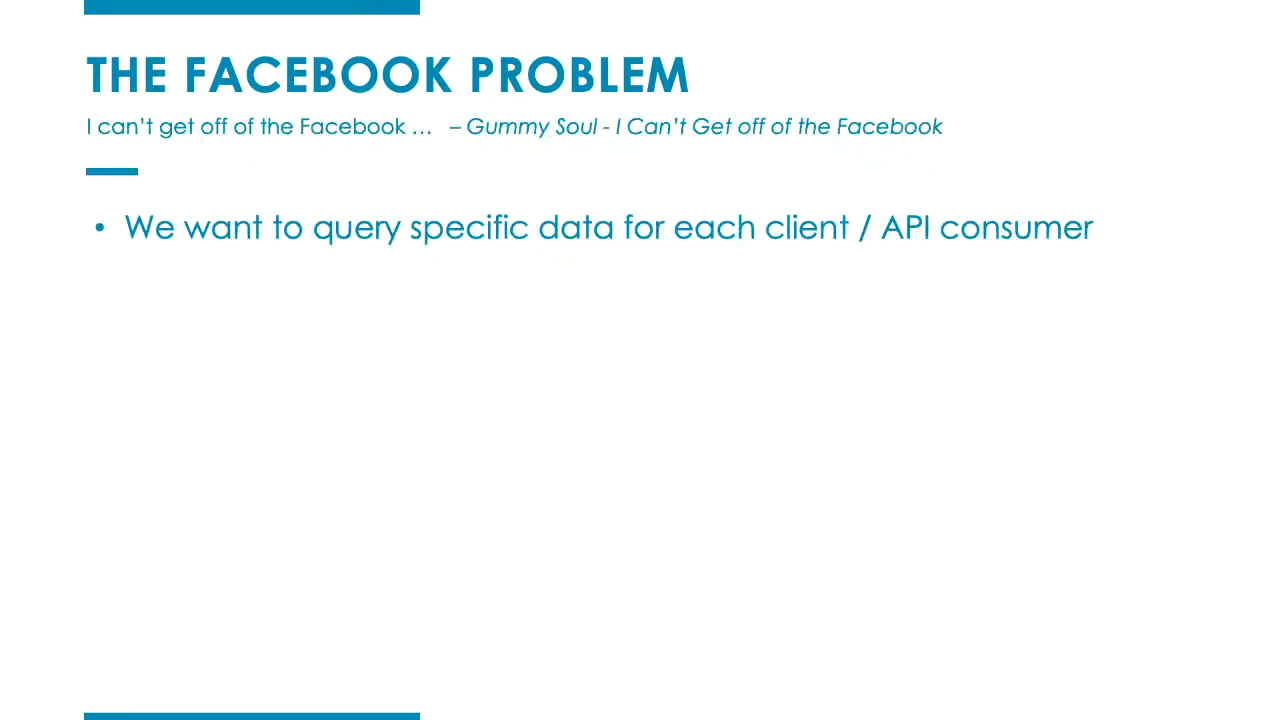 THE FACEBOOK PROBLEM
I can’t get off of the Facebook … – Gummy Soul - I Can’t Get off of the Facebook
• We want to query specific data for each client / API consumer